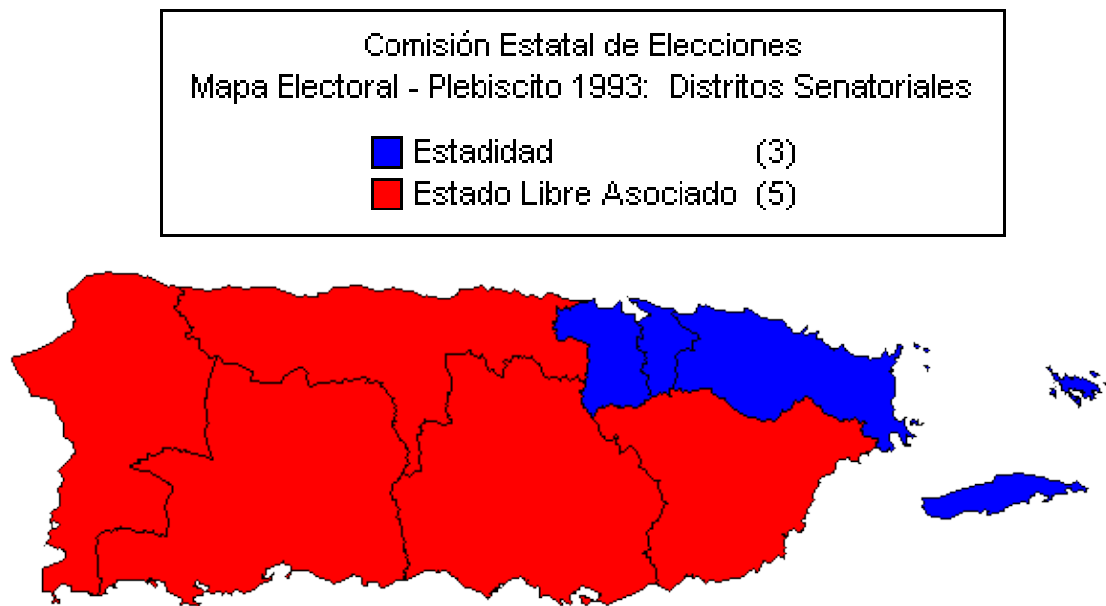 Comisión Estatal de Elecciones
Mapa Electoral - Plebiscito 1993: Distritos Senatoriales
Estadidad (3)
Estado Libre Asociado (5)